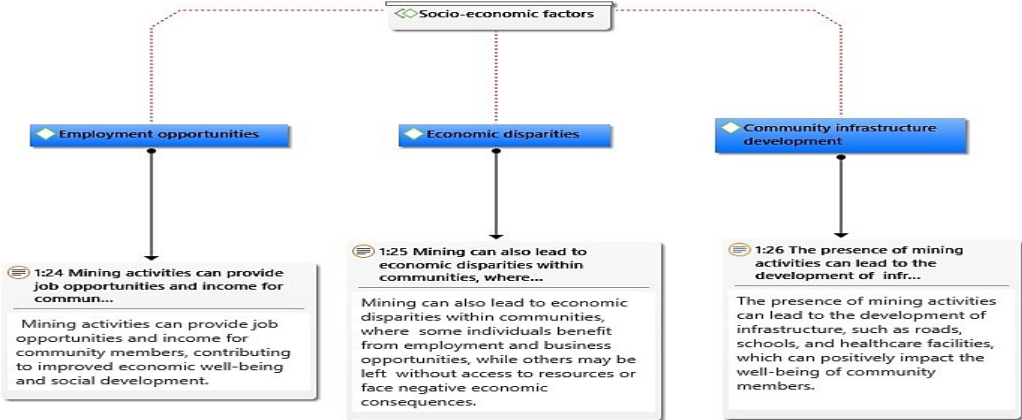 Socio-economic factors
Employment opportunities
Economic disparities
Community infrastructure
development
1:24 Mining activities can provide
job opportunities and income for
commun...
Mining activities can provide job
opportunities and income for
community members, contributing
to improved economic well-being
and social development.
1:25 Mining can also lead to
economic disparities within
communities, where...
Mining can also lead to economic
disparities within communities,
where some individuals benefit
from employment and business
opportunities, while others may be
left without access to resources or
face negative economic
consequences.
1:26 The presence of mining
activities can lead to the
development of infr...
The presence of mining activities
can lead to the development of
infrastructure, such as roads,
schools, and healthcare facilities,
which can positively impact the
well-being of community
members.